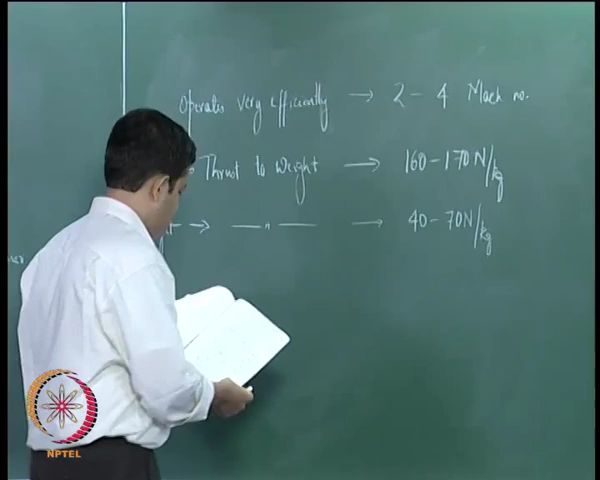 Operates very efficiently → 2 - 4 Mach no.
Thrust to weight → 160 - 170 N/kg
→ — " — → 40 - 70 N/kg
NPTEL